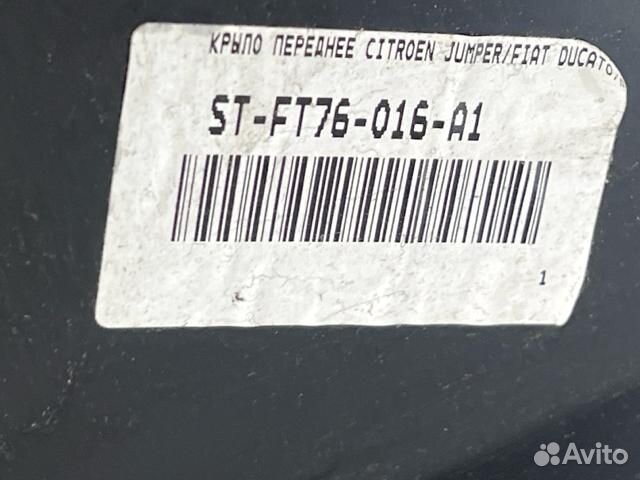 КРЫЛО ПЕРЕДНЕЕ CITROEN JUMPER/FIAT DUCATO/
ST-FT76-016-A1
1
Avito